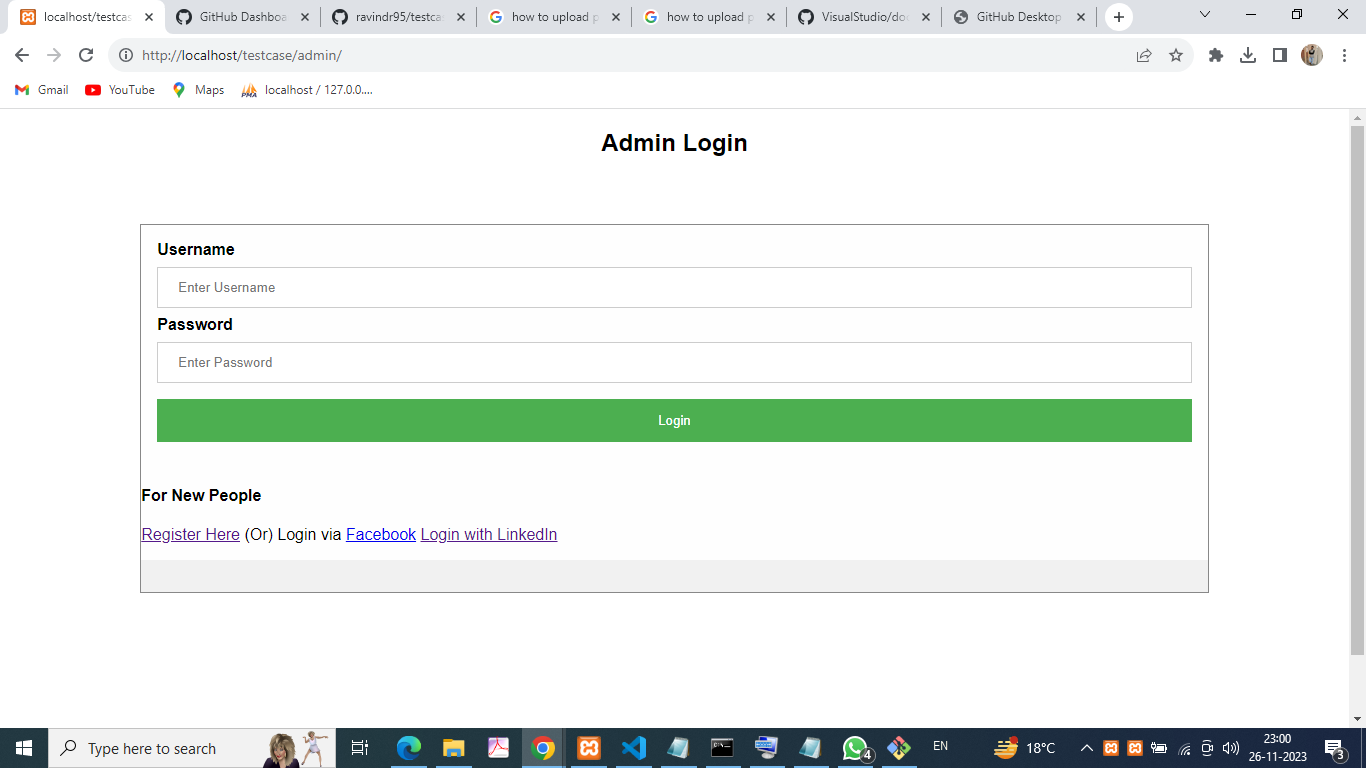 localhost/testcas
GitHub Dashboa
ravindr95/testca
how to upload p
how to upload p
VisualStudio/dou
GitHub Desktop
http://localhost/testcase/admin/
Gmail
YouTube
Maps
localhost / 127.0.0....
Admin Login
Username
Enter Username
Password
Enter Password
Login
For New People
Register Here (Or) Login via Facebook Login with LinkedIn
Type here to search
4
EN
18°C
23:00
26-11-2023
3